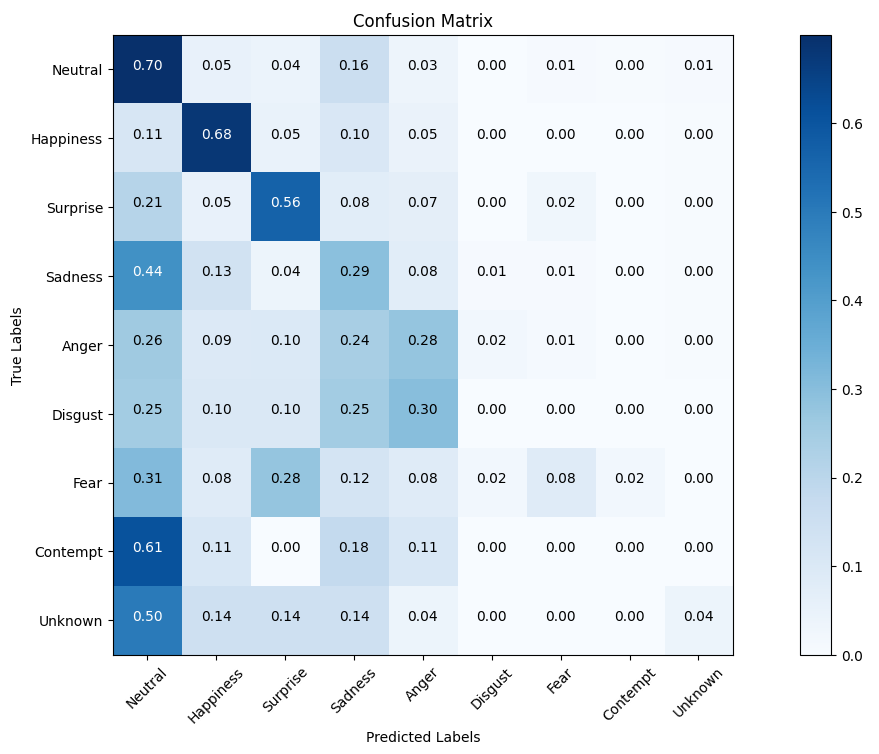 Confusion Matrix
True Labels
Neutral 0.70 0.05 0.04 0.16 0.03 0.00 0.01 0.00 0.01
Happiness 0.11 0.68 0.05 0.10 0.05 0.00 0.00 0.00 0.00
Surprise 0.21 0.05 0.56 0.08 0.07 0.00 0.02 0.00 0.00
Sadness 0.44 0.13 0.04 0.29 0.08 0.01 0.01 0.00 0.00
Anger 0.26 0.09 0.10 0.24 0.28 0.02 0.01 0.00 0.00
Disgust 0.25 0.10 0.10 0.25 0.30 0.00 0.00 0.00 0.00
Fear 0.31 0.08 0.28 0.12 0.08 0.02 0.08 0.02 0.00
Contempt 0.61 0.11 0.00 0.18 0.11 0.00 0.00 0.00 0.00
Unknown 0.50 0.14 0.14 0.14 0.04 0.00 0.00 0.00 0.04
Neutral Happiness Surprise Sadness Anger Disgust Fear Contempt Unknown
Predicted Labels
0.6
0.5
0.4
0.3
0.2
0.1
0.0